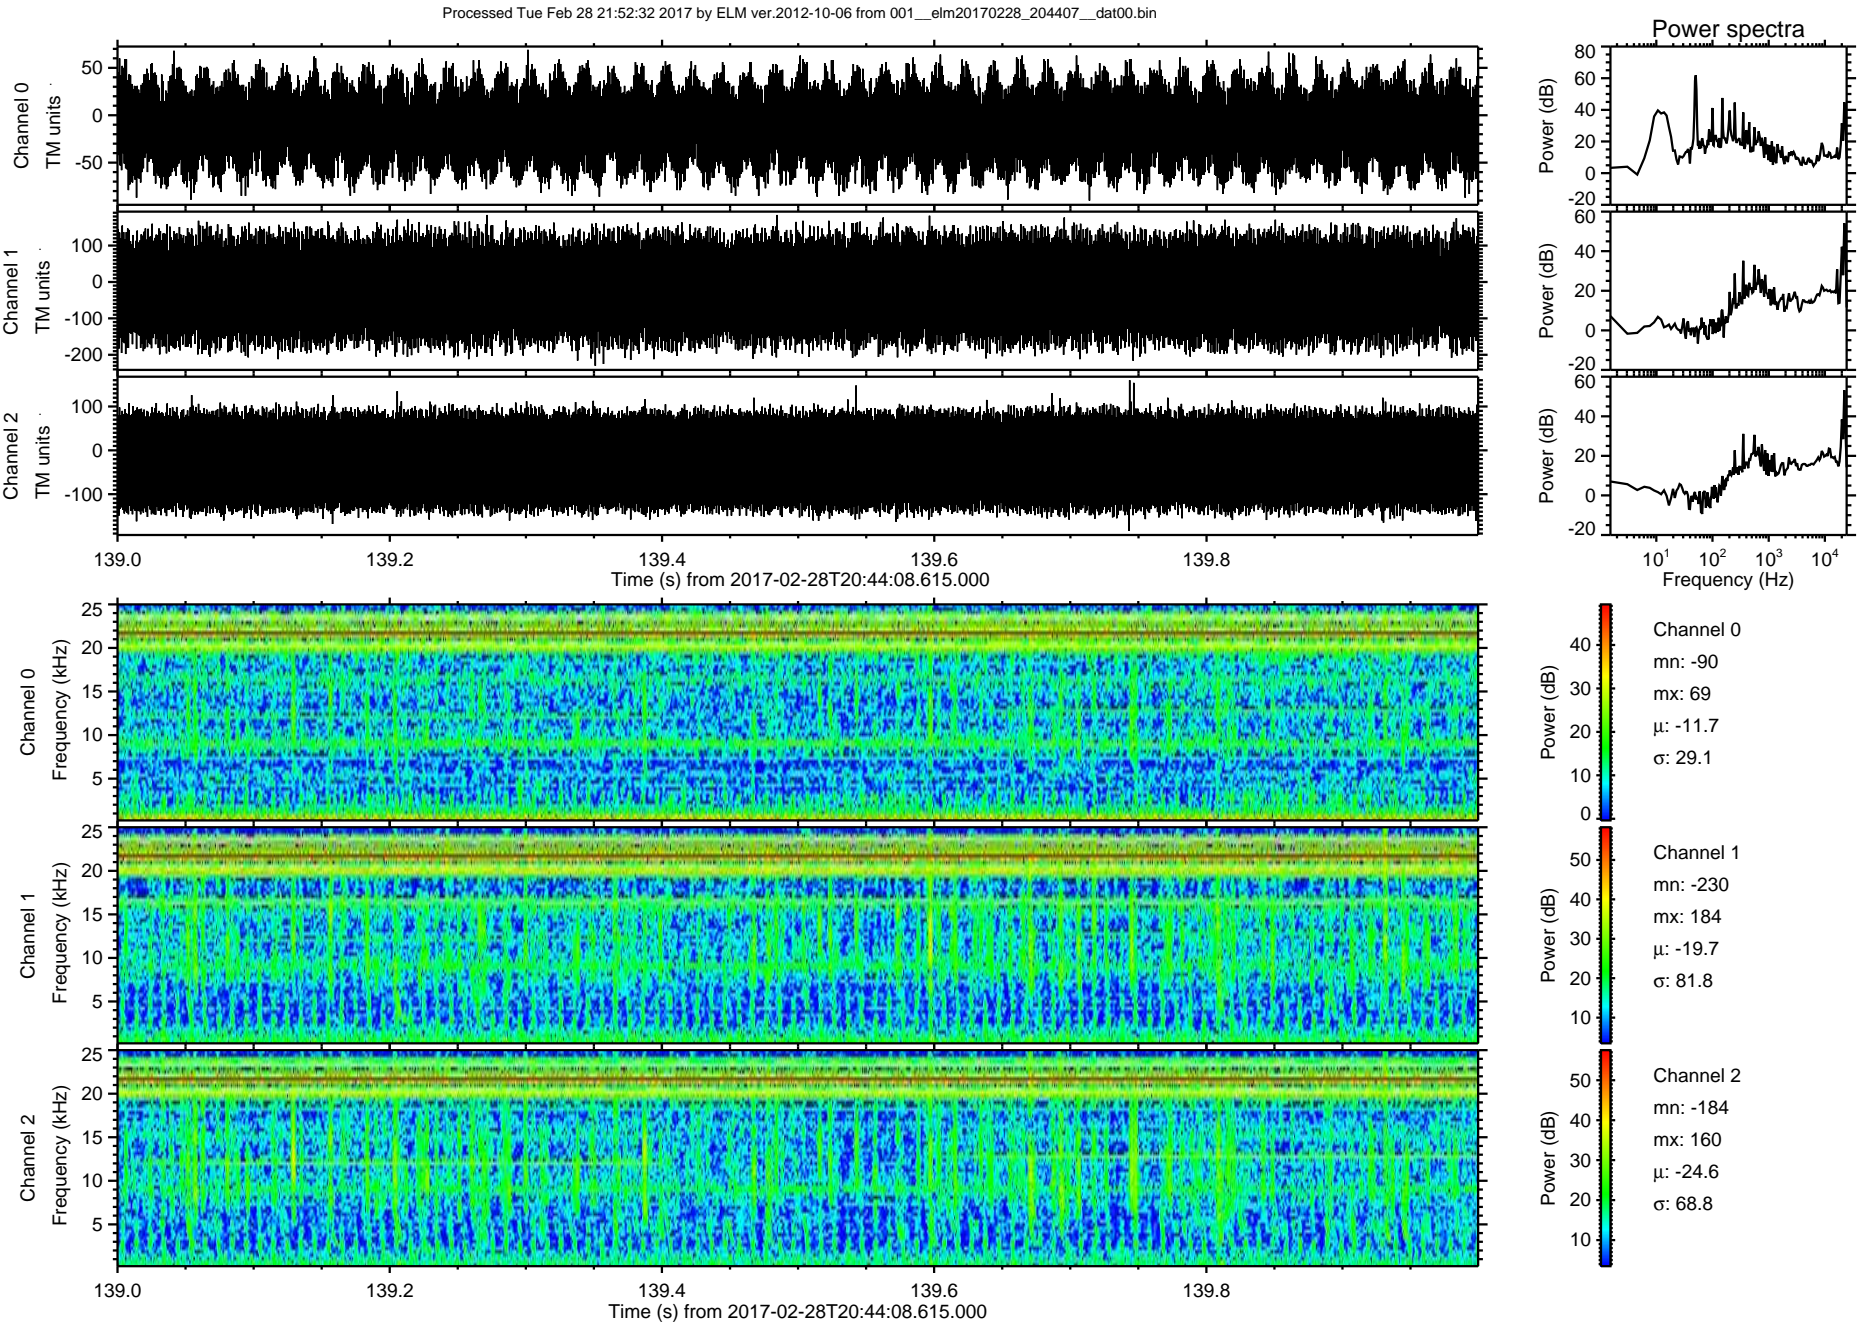 Processed Tue Feb 28 21:52:32 2017 by ELM ver.2012-10-06 from 001__elm20170228_204407__dat00.bin
Power spectra
Channel 0
TM units
50
0
-50
Power (dB)
80
60
40
20
0
-20
Channel 1
TM units
100
0
-100
-200
Power (dB)
60
40
20
0
-20
Channel 2
TM units
100
0
-100
Power (dB)
60
40
20
0
-20
139.0 139.2 139.4 139.6 139.8
Time (s) from 2017-02-28T20:44:08.615.000
10^1 10^2 10^3 10^4
Frequency (Hz)
Channel 0
Frequency (kHz)
25
20
15
10
5
Power (dB)
40
30
20
10
0
Channel 0
mn: -90
mx: 69
μ: -11.7
σ: 29.1
Channel 1
Frequency (kHz)
25
20
15
10
5
Power (dB)
50
40
30
20
10
Channel 1
mn: -230
mx: 184
μ: -19.7
σ: 81.8
Channel 2
Frequency (kHz)
25
20
15
10
5
Power (dB)
50
40
30
20
10
Channel 2
mn: -184
mx: 160
μ: -24.6
σ: 68.8
139.0 139.2 139.4 139.6 139.8
Time (s) from 2017-02-28T20:44:08.615.000